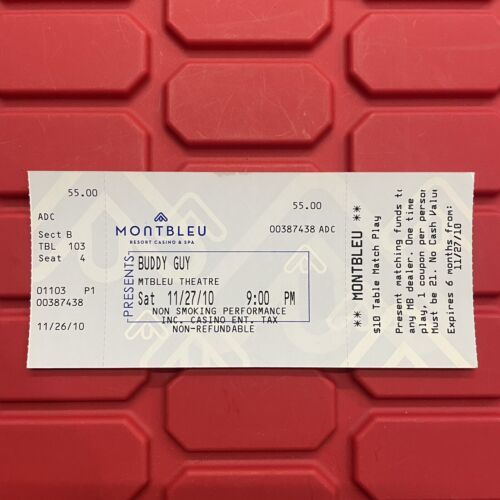 55.00
ADC
Sect B
TBL 103
Seat 4
01103 P1
00387438
11/26/10
55.00
MONTBLEU
RESORT CASINO & SPA
00387438 ADC
PRESENTS
BUDDY GUY
MTBLEU THEATRE
Sat 11/27/10 9:00 PM
NON SMOKING PERFORMANCE
INC. CASINO ENT. TAX
NON-REFUNDABLE
** MONTBLEU **
$10 Table Match Play
Present matching funds to
any MB dealer. One time
play, 1 coupon per person
Must be 21. No Cash Value
Expires 6 months from:
11/27/10